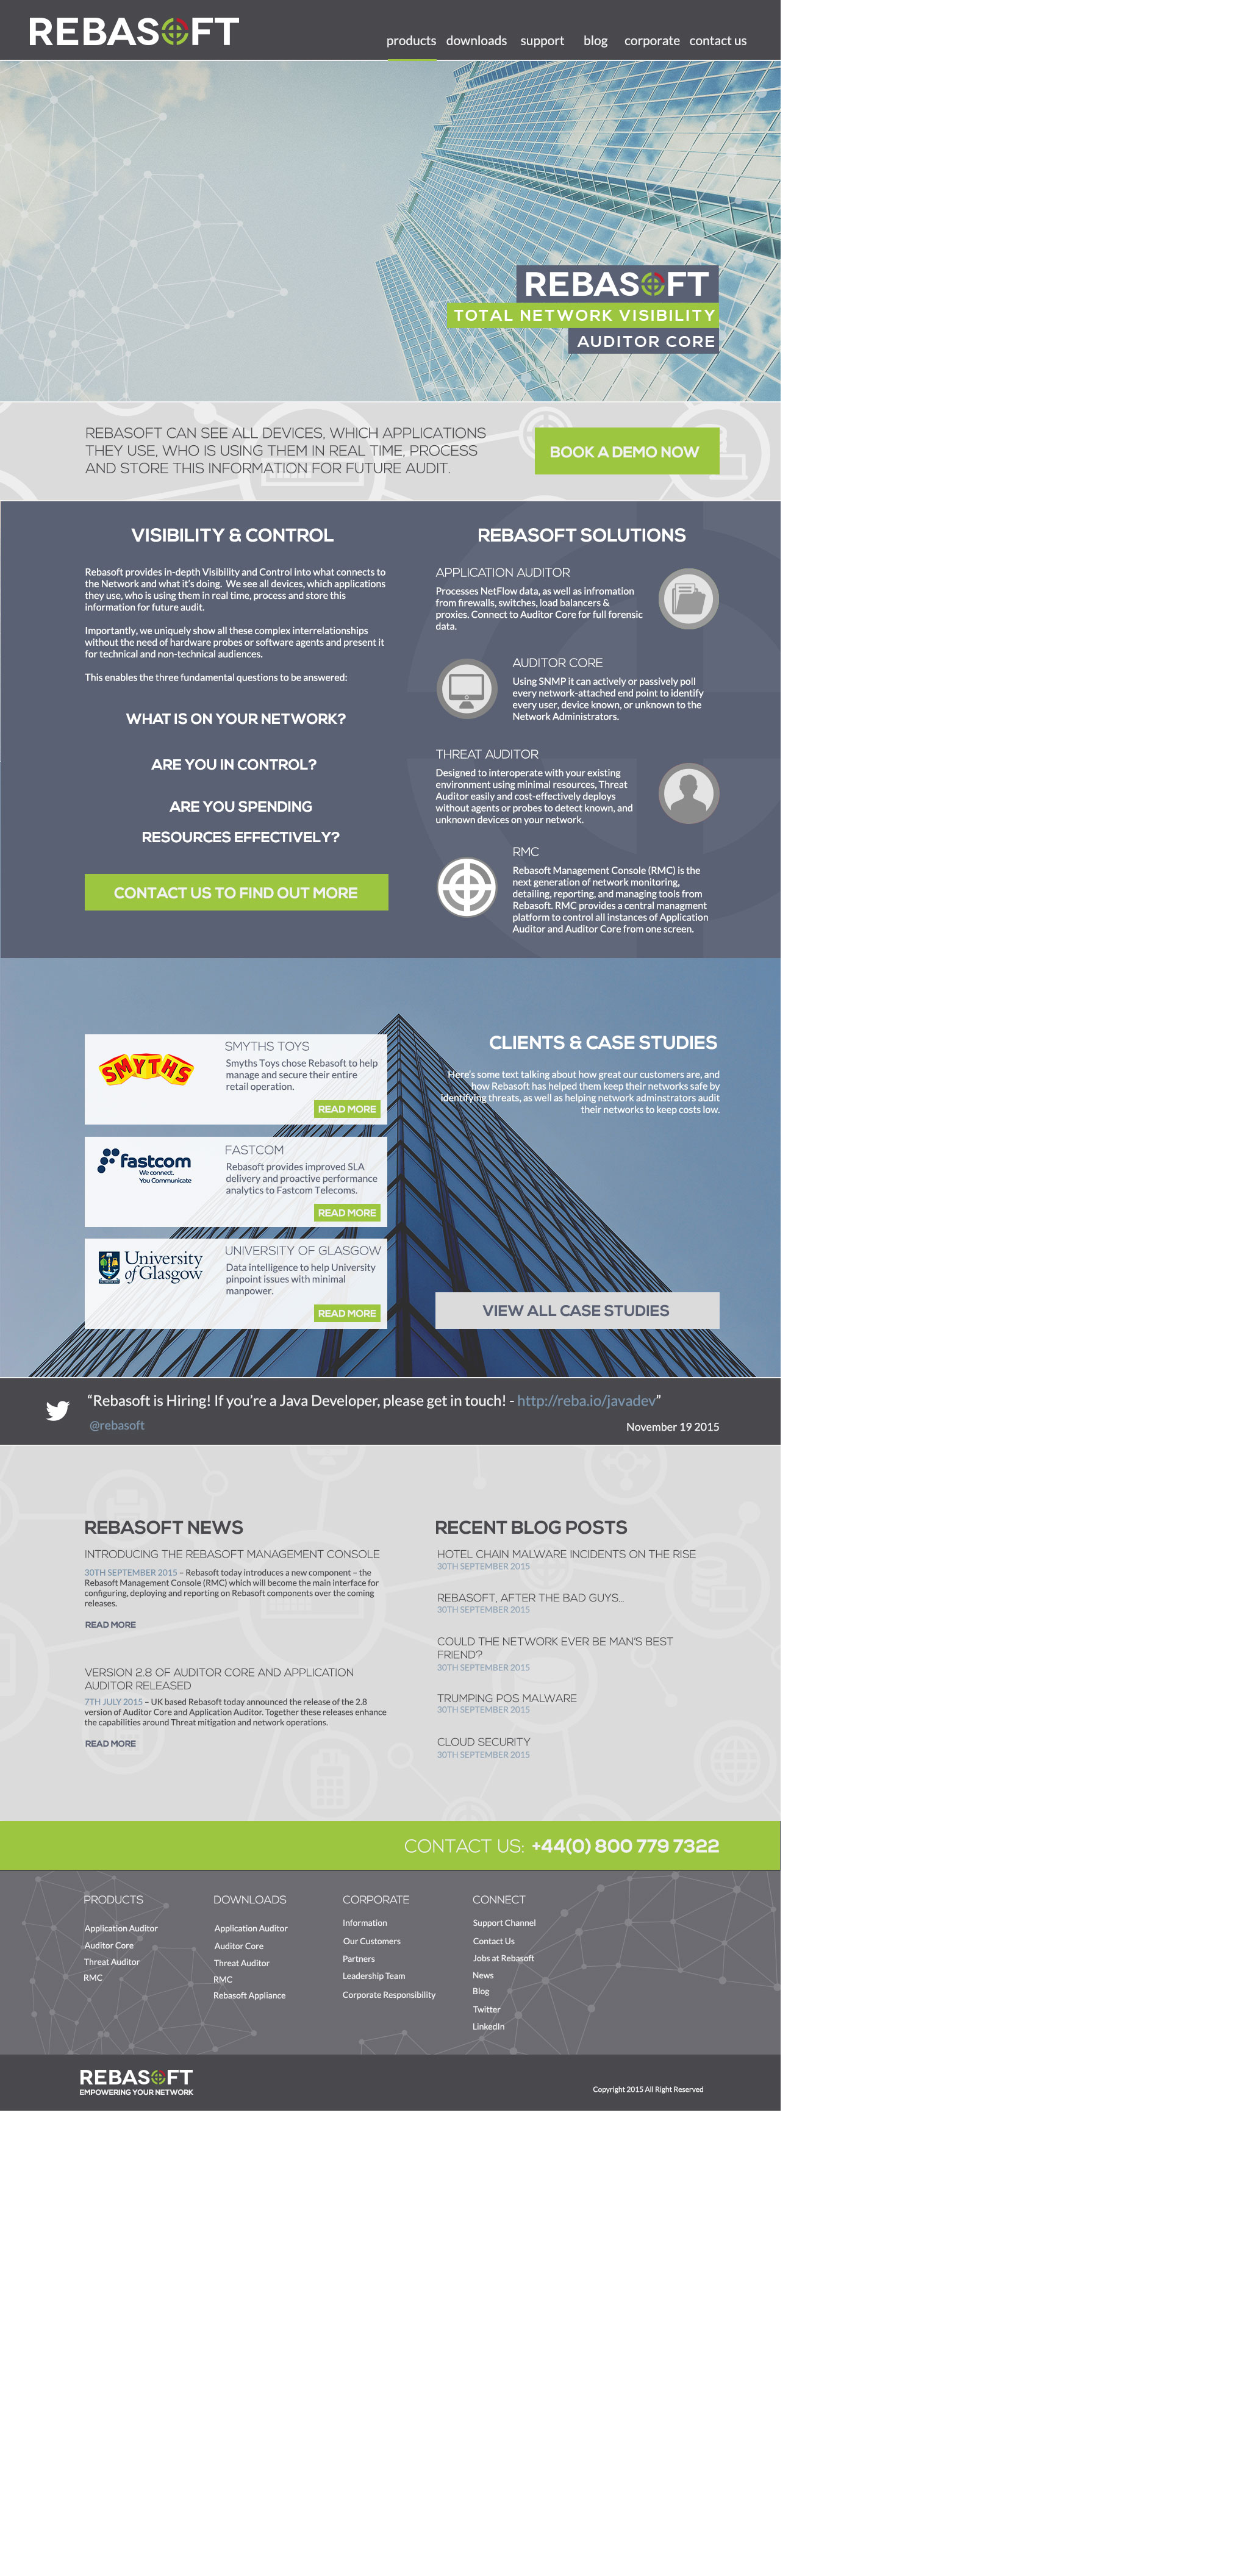 REBASOFT
products downloads support blog corporate contact us
REBASOFT
TOTAL NETWORK VISIBILITY
AUDITOR CORE
REBASOFT CAN SEE ALL DEVICES, WHICH APPLICATIONS
THEY USE, WHO IS USING THEM IN REAL TIME, PROCESS
AND STORE THIS INFORMATION FOR FUTURE AUDIT.
BOOK A DEMO NOW
VISIBILITY & CONTROL
Rebasoft provides in-depth Visibility and Control into what connects to
the Network and what it's doing. We see all devices, which applications
they use, who is using them in real time, process and store this
information for future audit.
Importantly, we uniquely show all these complex interrelationships
without the need of hardware probes or software agents and present it
for technical and non-technical audiences.
This enables the three fundamental questions to be answered:
WHAT IS ON YOUR NETWORK?
ARE YOU IN CONTROL?
ARE YOU SPENDING
RESOURCES EFFECTIVELY?
CONTACT US TO FIND OUT MORE
REBASOFT SOLUTIONS
APPLICATION AUDITOR
Processes NetFlow data, as well as infromation
from firewalls, switches, load balancers &
proxies. Connect to Auditor Core for full forensic
data.
AUDITOR CORE
Using SNMP it can actively or passively poll
every network-attached end point to identify
every user, device known, or unknown to the
Network Administrators.
THREAT AUDITOR
Designed to interoperate with your existing
environment using minimal resources, Threat
Auditor easily and cost-effectively deploys
without agents or probes to detect known, and
unknown devices on your network.
RMC
Rebasoft Management Console (RMC) is the
next generation of network monitoring,
detailing, reporting, and managing tools from
Rebasoft. RMC provides a central managment
platform to control all instances of Application
Auditor and Auditor Core from one screen.
SMYTHS
SMYTHS TOYS
Smyths Toys chose Rebasoft to help
manage and secure their entire
retail operation.
READ MORE
fastcom
We connect.
You Communicate
FASTCOM
Rebasoft provides improved SLA
delivery and proactive performance
analytics to Fastcom Telecoms.
READ MORE
University
of Glasgow
UNIVERSITY OF GLASGOW
Data intelligence to help University
pinpoint issues with minimal
manpower.
READ MORE
CLIENTS & CASE STUDIES
Here's some text talking about how great our customers are, and
how Rebasoft has helped them keep their networks safe by
identifying threats, as well as helping network adminstrators audit
their networks to keep costs low.
VIEW ALL CASE STUDIES
“Rebasoft is Hiring! If you're a Java Developer, please get in touch! - http://reba.io/javadev”
@rebasoft
November 19 2015
REBASOFT NEWS
INTRODUCING THE REBASOFT MANAGEMENT CONSOLE
30TH SEPTEMBER 2015 – Rebasoft today introduces a new component – the
Rebasoft Management Console (RMC) which will become the main interface for
configuring, deploying and reporting on Rebasoft components over the coming
releases.
READ MORE
VERSION 2.8 OF AUDITOR CORE AND APPLICATION
AUDITOR RELEASED
7TH JULY 2015 – UK based Rebasoft today announced the release of the 2.8
version of Auditor Core and Application Auditor. Together these releases enhance
the capabilities around Threat mitigation and network operations.
READ MORE
RECENT BLOG POSTS
HOTEL CHAIN MALWARE INCIDENTS ON THE RISE
30TH SEPTEMBER 2015
REBASOFT, AFTER THE BAD GUYS...
30TH SEPTEMBER 2015
COULD THE NETWORK EVER BE MAN'S BEST
FRIEND?
30TH SEPTEMBER 2015
TRUMPING POS MALWARE
30TH SEPTEMBER 2015
CLOUD SECURITY
30TH SEPTEMBER 2015
CONTACT US: +44(0) 800 779 7322
PRODUCTS
Application Auditor
Auditor Core
Threat Auditor
RMC
DOWNLOADS
Application Auditor
Auditor Core
Threat Auditor
RMC
Rebasoft Appliance
CORPORATE
Information
Our Customers
Partners
Leadership Team
Corporate Responsibility
CONNECT
Support Channel
Contact Us
Jobs at Rebasoft
News
Blog
Twitter
LinkedIn
REBASOFT
EMPOWERING YOUR NETWORK
Copyright 2015 All Right Reserved